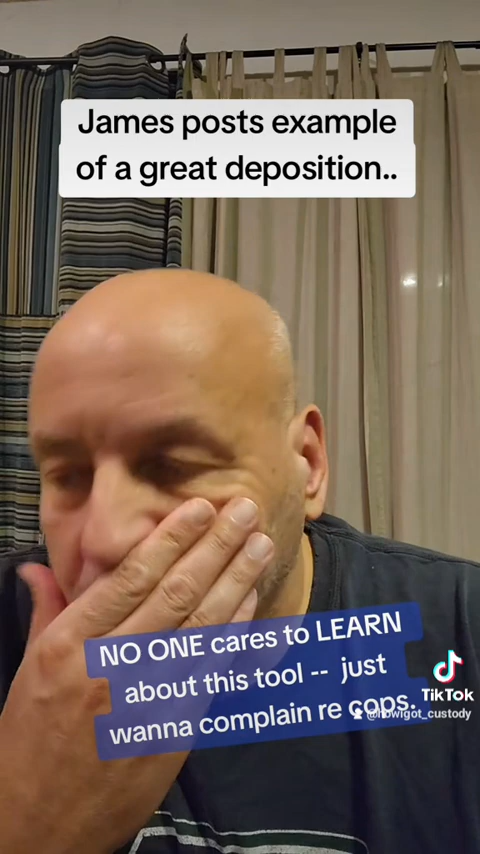 James posts example
of a great deposition..
NO ONE cares to LEARN
about this tool -- just
wanna complain re cops.
TikTok
@howigot_custody